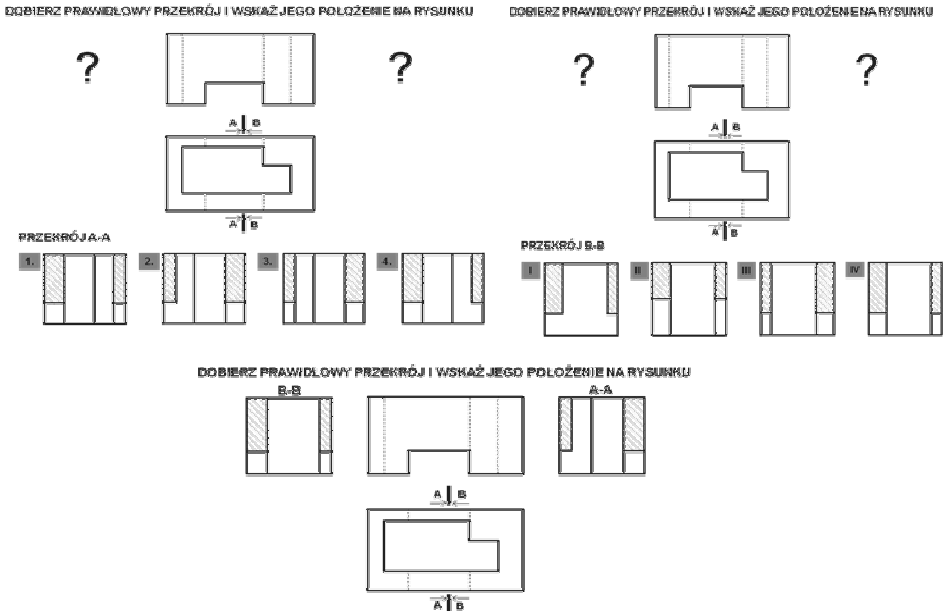 DOBIERZ PRAWIDŁOWY PRZEKRÓJ I WSKAŻ JEGO POŁOŻENIE NA RYSUNKU
?
?
A B
A B
PRZEKRÓJ A-A
1. 2. 3. 4.
DOBIERZ PRAWIDŁOWY PRZEKRÓJ I WSKAŻ JEGO POŁOŻENIE NA RYSUNKU
?
?
A B
A B
PRZEKRÓJ B-B
I II III IV
DOBIERZ PRAWIDŁOWY PRZEKRÓJ I WSKAŻ JEGO POŁOŻENIE NA RYSUNKU
B-B
A-A
A B
A B